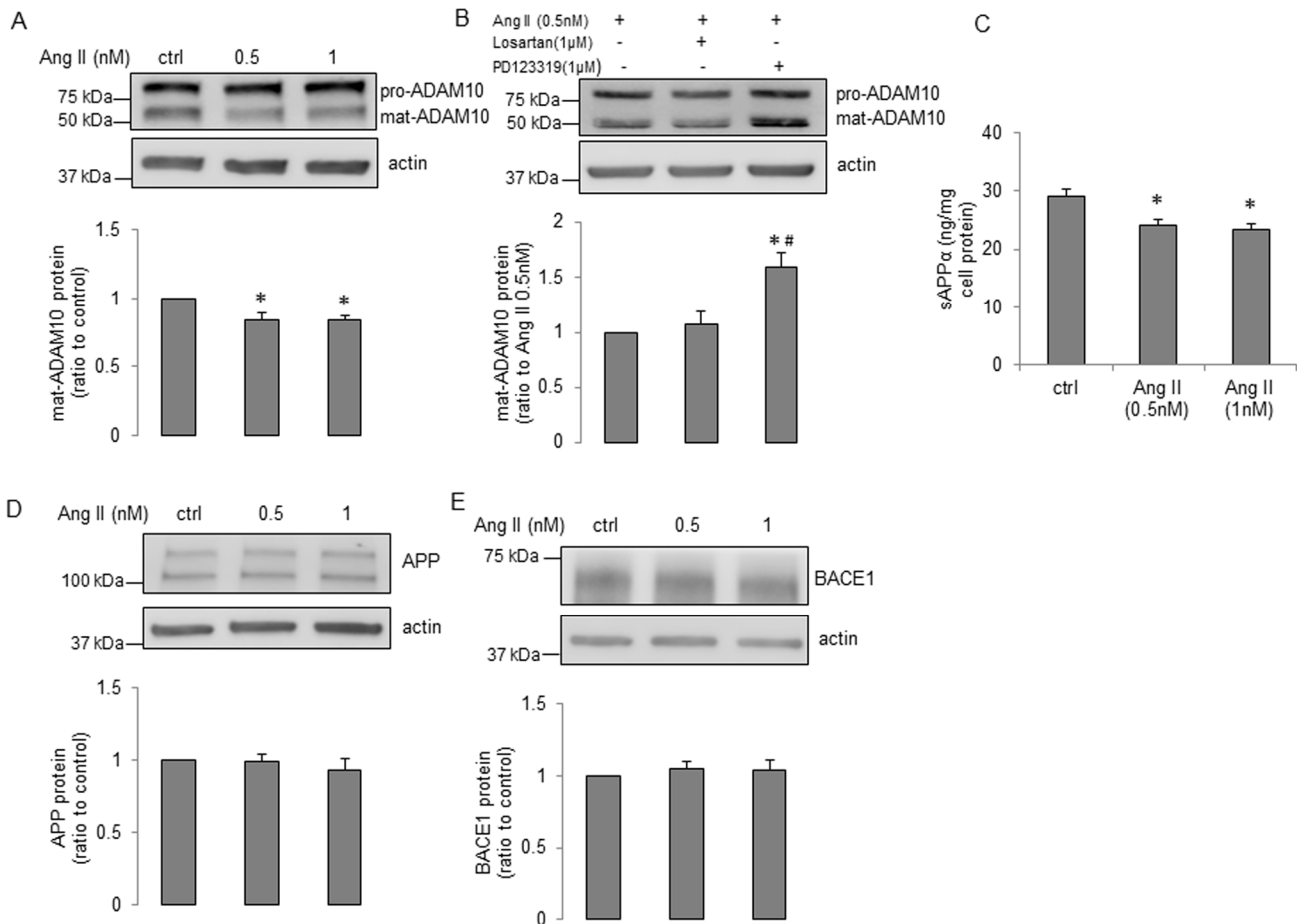 A
Ang II (nM) ctrl 0.5 1
75 kDa
50 kDa
pro-ADAM10
mat-ADAM10
37 kDa
actin
mat-ADAM10 protein
(ratio to control)
1.5
1
0.5
0
* *
B
Ang II (0.5nM) + + +
Losartan(1µM) - + -
PD123319(1µM) - - +
75 kDa
50 kDa
pro-ADAM10
mat-ADAM10
37 kDa
actin
mat-ADAM10 protein
(ratio to Ang II 0.5nM)
2
1.5
1
0.5
0
* #
C
sAPPα (ng/mg
cell protein)
40
30
20
10
0
* *
ctrl Ang II Ang II
(0.5nM) (1nM)
D
Ang II (nM) ctrl 0.5 1
100 kDa
APP
37 kDa
actin
APP protein
(ratio to control)
1.5
1
0.5
0
E
Ang II (nM) ctrl 0.5 1
75 kDa
BACE1
37 kDa
actin
BACE1 protein
(ratio to control)
1.5
1
0.5
0